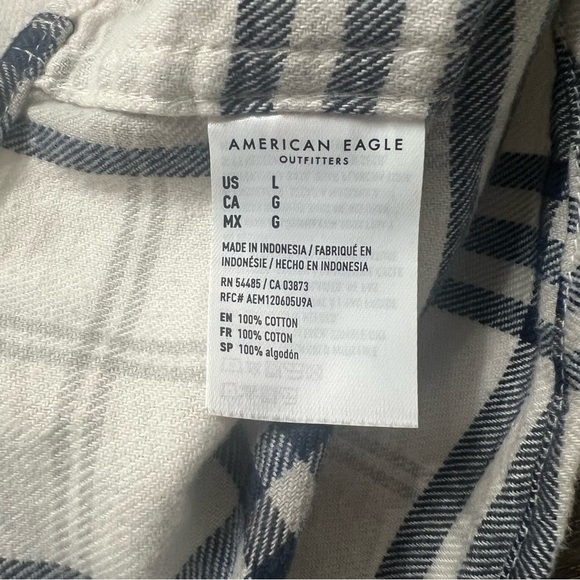 AMERICAN EAGLE
OUTFITTERS
US L
CA G
MX G
MADE IN INDONESIA / FABRIQUÉ EN
INDONÉSIE / HECHO EN INDONESIA
RN 54485 / CA 03873
RFC# AEM120605U9A
EN 100% COTTON
FR 100% COTON
SP 100% algodón